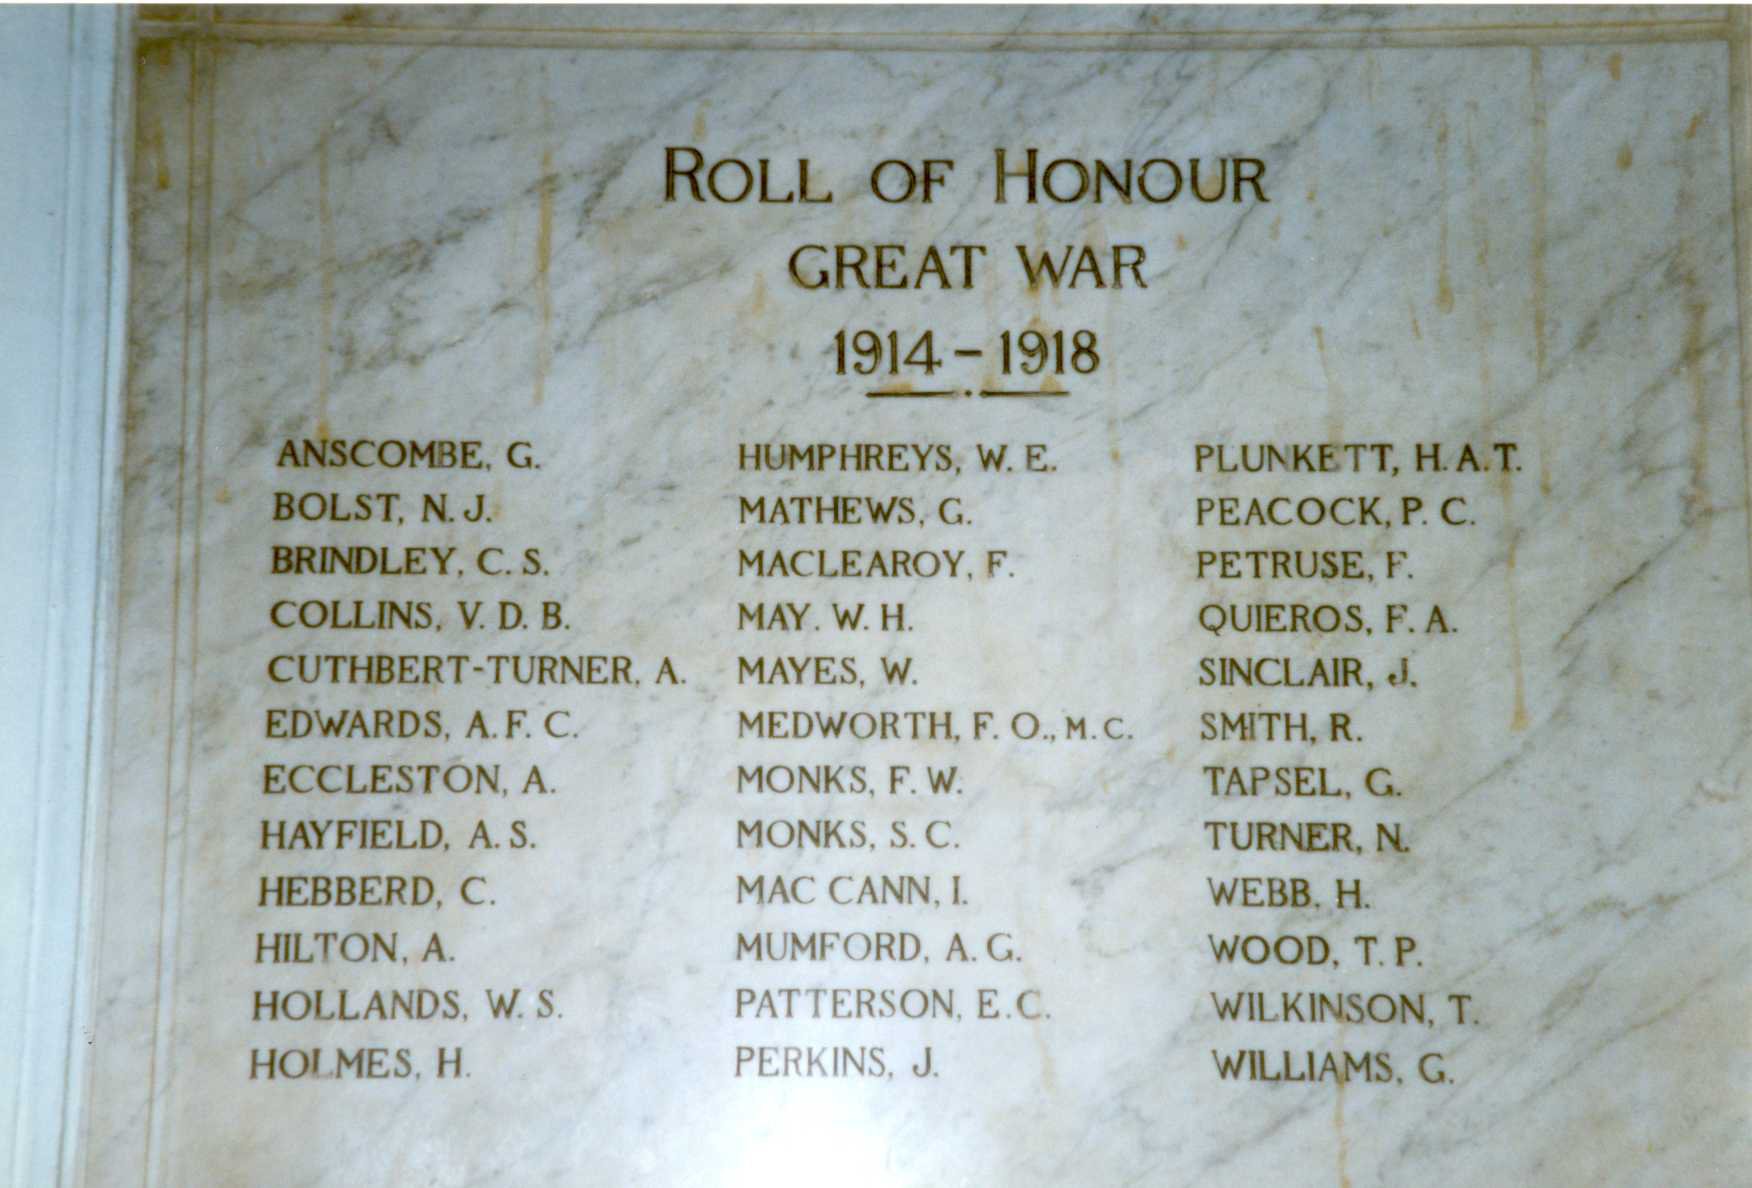 ROLL OF HONOUR
GREAT WAR
1914-1918
ANSCOMBE, G.
BOLST, N. J.
BRINDLEY, C. S.
COLLINS, V. D. B.
CUTHBERT-TURNER, A.
EDWARDS, A. F. C.
ECCLESTON, A.
HAYFIELD, A. S.
HEBBERD, C.
HILTON, A.
HOLLANDS, W. S.
HOLMES, H.
HUMPHREYS, W. E.
MATHEWS, G.
MACLEAROY, F.
MAY. W. H.
MAYES, W.
MEDWORTH, F. O., M. C.
MONKS, F. W.
MONKS, S. C.
MAC CANN, I.
MUMFORD, A. G.
PATTERSON, E. C.
PERKINS, J.
PLUNKETT, H. A. T.
PEACOCK, P. C.
PETRUSE, F.
QUIEROS, F. A.
SINCLAIR, J.
SMITH, R.
TAPSEL, G.
TURNER, N.
WEBB. H.
WOOD, T. P.
WILKINSON, T.
WILLIAMS, G.